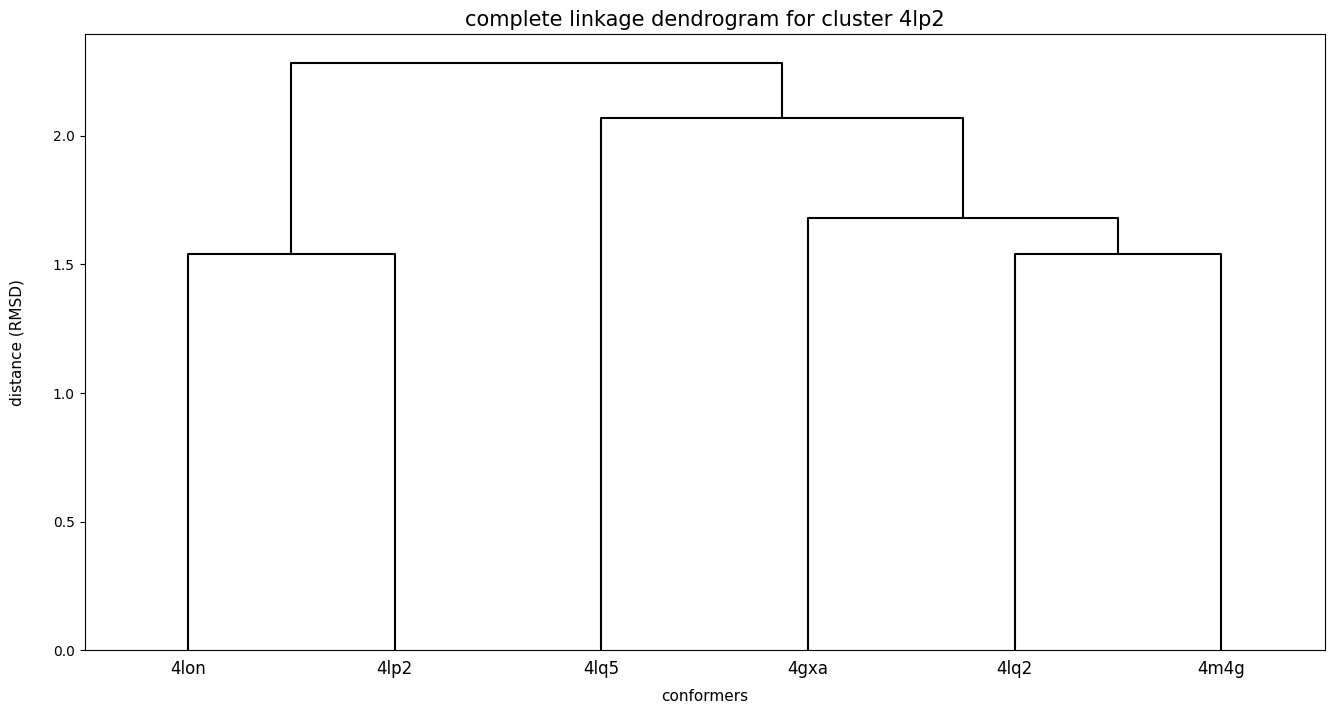 complete linkage dendrogram for cluster 4lp2
distance (RMSD)
2.0
1.5
1.0
0.5
0.0
4lon 4lp2 4lq5 4gxa 4lq2 4m4g
conformers